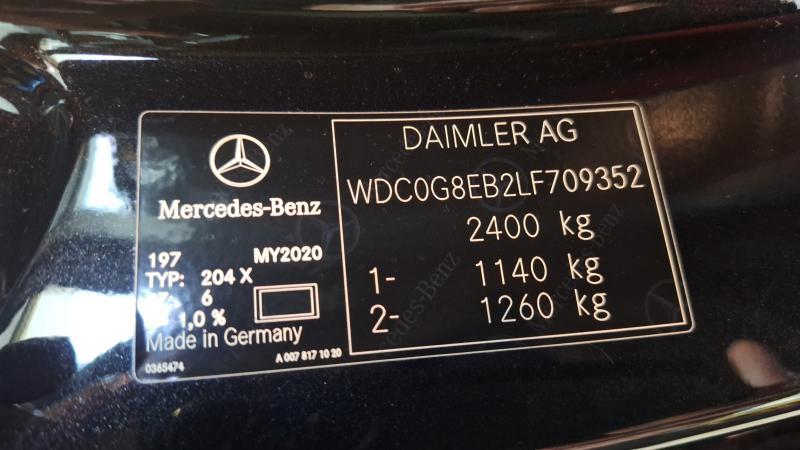 Mercedes-Benz
197 MY2020
TYP: 204 X
6
1,0 %
Made in Germany
0365474 A 007 817 10 20
DAIMLER AG
WDC0G8EB2LF709352
2400 kg
1- 1140 kg
2- 1260 kg